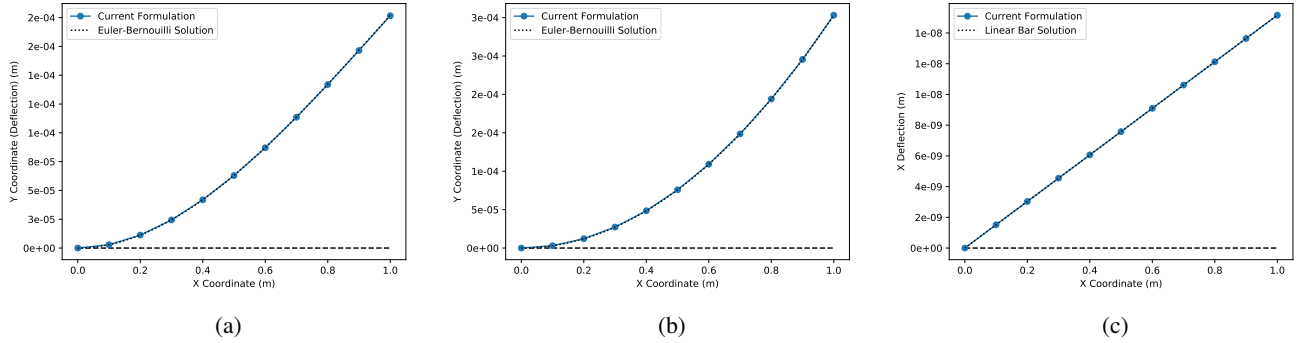 Current Formulation
Euler-Bernouilli Solution
2e-04
2e-04
1e-04
1e-04
1e-04
8e-05
5e-05
3e-05
0e+00
Y Coordinate (Deflection) (m)
0.0 0.2 0.4 0.6 0.8 1.0
X Coordinate (m)
(a)
Current Formulation
Euler-Bernouilli Solution
3e-04
3e-04
2e-04
2e-04
1e-04
5e-05
0e+00
Y Coordinate (Deflection) (m)
0.0 0.2 0.4 0.6 0.8 1.0
X Coordinate (m)
(b)
Current Formulation
Linear Bar Solution
1e-08
1e-08
1e-08
8e-09
6e-09
4e-09
2e-09
0e+00
X Deflection (m)
0.0 0.2 0.4 0.6 0.8 1.0
X Coordinate (m)
(c)